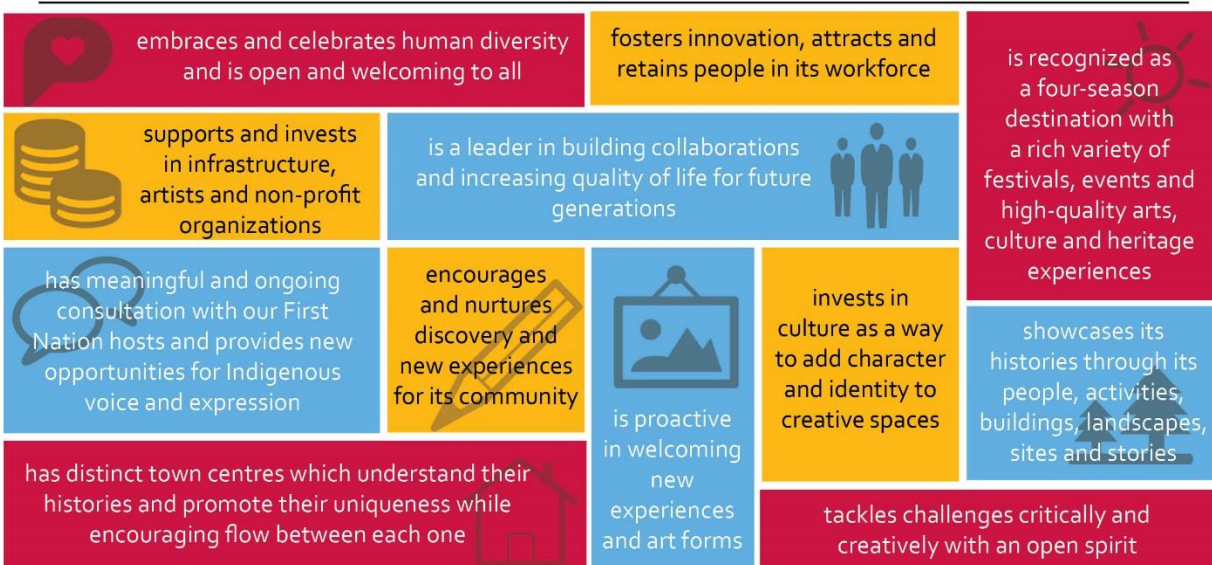 embraces and celebrates human diversity
and is open and welcoming to all
fosters innovation, attracts and
retains people in its workforce
is recognized as
a four-season
destination with
a rich variety of
festivals, events and
high-quality arts,
culture and heritage
experiences
supports and invests
in infrastructure,
artists and non-profit
organizations
is a leader in building collaborations
and increasing quality of life for future
generations
has meaningful and ongoing
consultation with our First
Nation hosts and provides new
opportunities for Indigenous
voice and expression
encourages
and nurtures
discovery and
new experiences
for its community
is proactive
in welcoming
new
experiences
and art forms
invests in
culture as a way
to add character
and identity to
creative spaces
showcases its
histories through its
people, activities,
buildings, landscapes,
sites and stories
has distinct town centres which understand their
histories and promote their uniqueness while
encouraging flow between each one
tackles challenges critically and
creatively with an open spirit